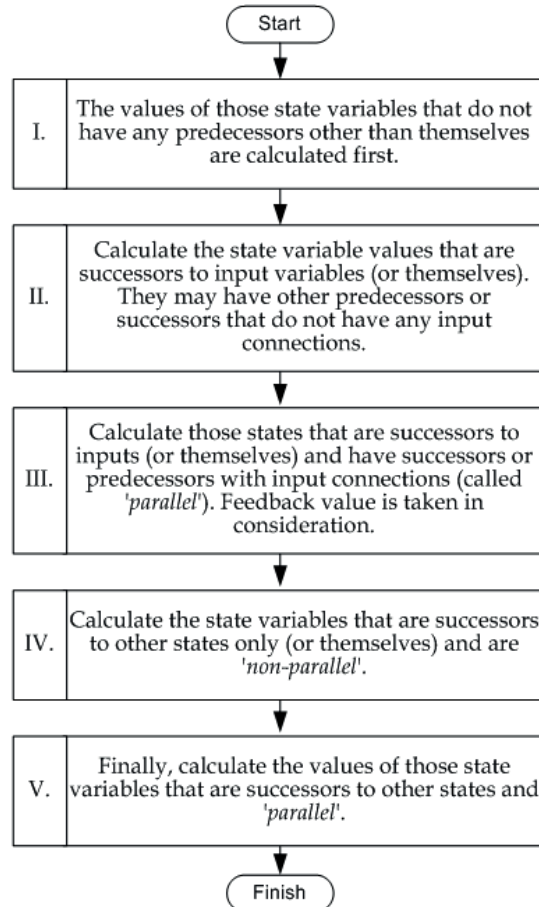 Start
I.
The values of those state variables that do not
have any predecessors other than themselves
are calculated first.
II.
Calculate the state variable values that are
successors to input variables (or themselves).
They may have other predecessors or
successors that do not have any input
connections.
III.
Calculate those states that are successors to
inputs (or themselves) and have successors or
predecessors with input connections (called
'parallel'). Feedback value is taken in
consideration.
IV.
Calculate the state variables that are successors
to other states only (or themselves) and are
'non-parallel'.
V.
Finally, calculate the values of those state
variables that are successors to other states and
'parallel'.
Finish